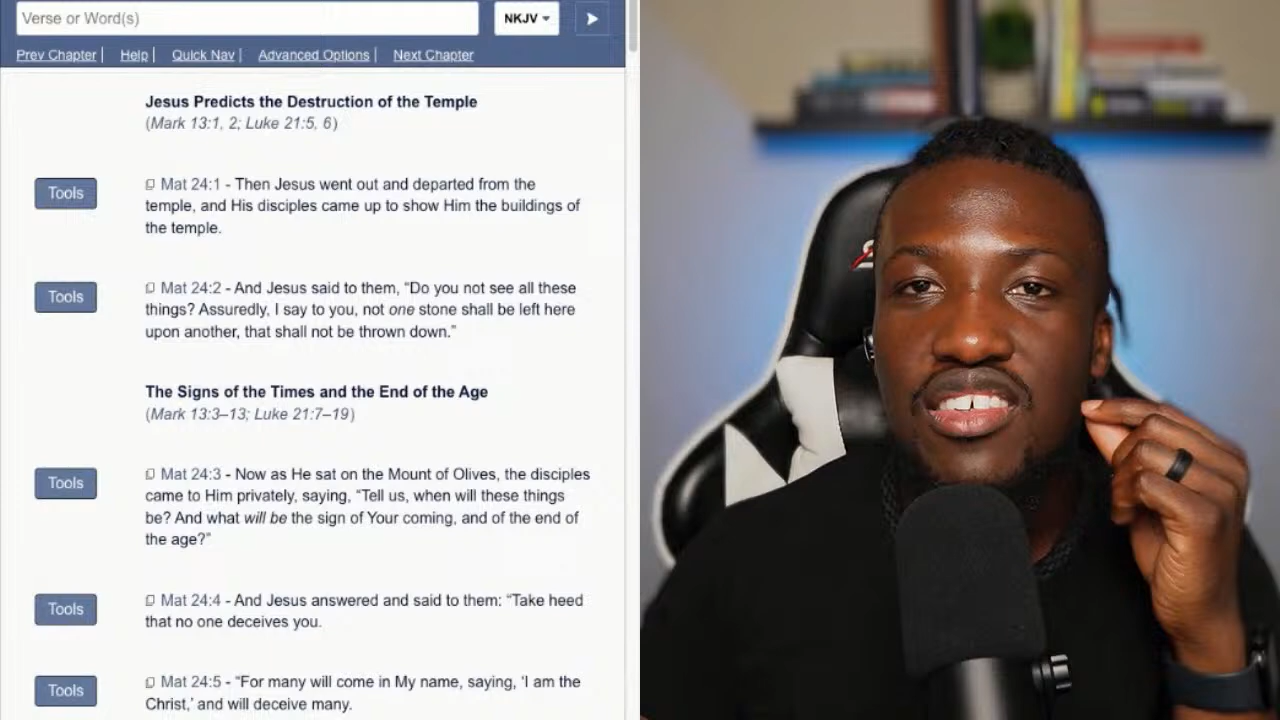 Verse or Word(s)
NKJV
Prev Chapter | Help | Quick Nav | Advanced Options | Next Chapter
Jesus Predicts the Destruction of the Temple
(Mark 13:1, 2; Luke 21:5, 6)
Tools
Mat 24:1 - Then Jesus went out and departed from the
temple, and His disciples came up to show Him the buildings of
the temple.
Tools
Mat 24:2 - And Jesus said to them, “Do you not see all these
things? Assuredly, I say to you, not one stone shall be left here
upon another, that shall not be thrown down.”
The Signs of the Times and the End of the Age
(Mark 13:3–13; Luke 21:7–19)
Tools
Mat 24:3 - Now as He sat on the Mount of Olives, the disciples
came to Him privately, saying, “Tell us, when will these things
be? And what will be the sign of Your coming, and of the end of
the age?”
Tools
Mat 24:4 - And Jesus answered and said to them: “Take heed
that no one deceives you.
Tools
Mat 24:5 - “For many will come in My name, saying, ‘I am the
Christ,’ and will deceive many.